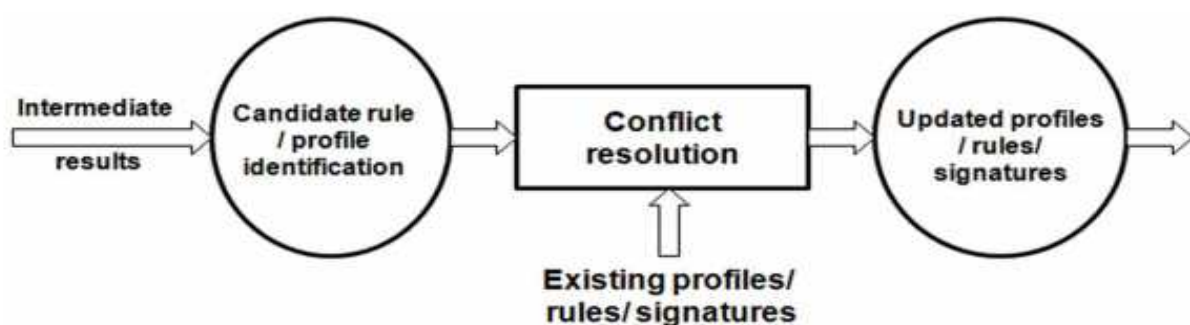 Intermediate
results
Candidate rule
/ profile
identification
Conflict
resolution
Existing profiles/
rules/ signatures
Updated profiles
/ rules/
signatures